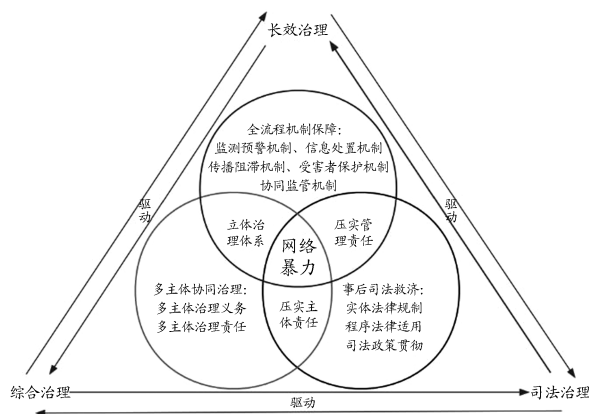 长效治理
全流程机制保障：
监测预警机制、信息处置机制
传播阻滞机制、受害者保护机制
协同监管机制
驱动
驱动
立体治
理体系
压实管
理责任
网络
暴力
多主体协同治理：
多主体治理义务
多主体治理责任
压实主
体责任
事后司法救济：
实体法律规制
程序法律适用
司法政策贯彻
综合治理
驱动
司法治理